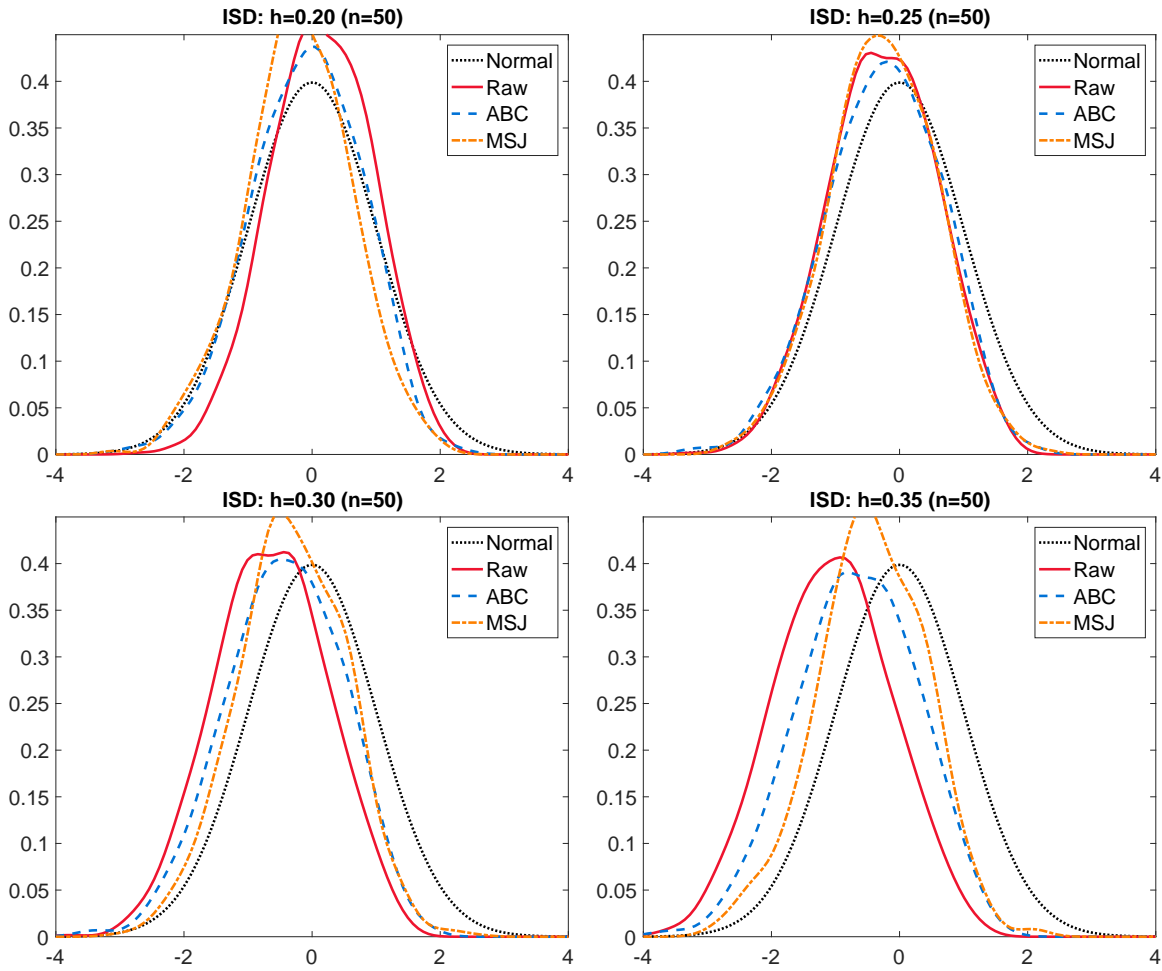 ISD: h=0.20 (n=50)
0.4
0.35
0.3
0.25
0.2
0.15
0.1
0.05
0
-4
-2
0
2
4
Normal
Raw
ABC
MSJ
ISD: h=0.25 (n=50)
0.4
0.35
0.3
0.25
0.2
0.15
0.1
0.05
0
-4
-2
0
2
4
Normal
Raw
ABC
MSJ
ISD: h=0.30 (n=50)
0.4
0.35
0.3
0.25
0.2
0.15
0.1
0.05
0
-4
-2
0
2
4
Normal
Raw
ABC
MSJ
ISD: h=0.35 (n=50)
0.4
0.35
0.3
0.25
0.2
0.15
0.1
0.05
0
-4
-2
0
2
4
Normal
Raw
ABC
MSJ